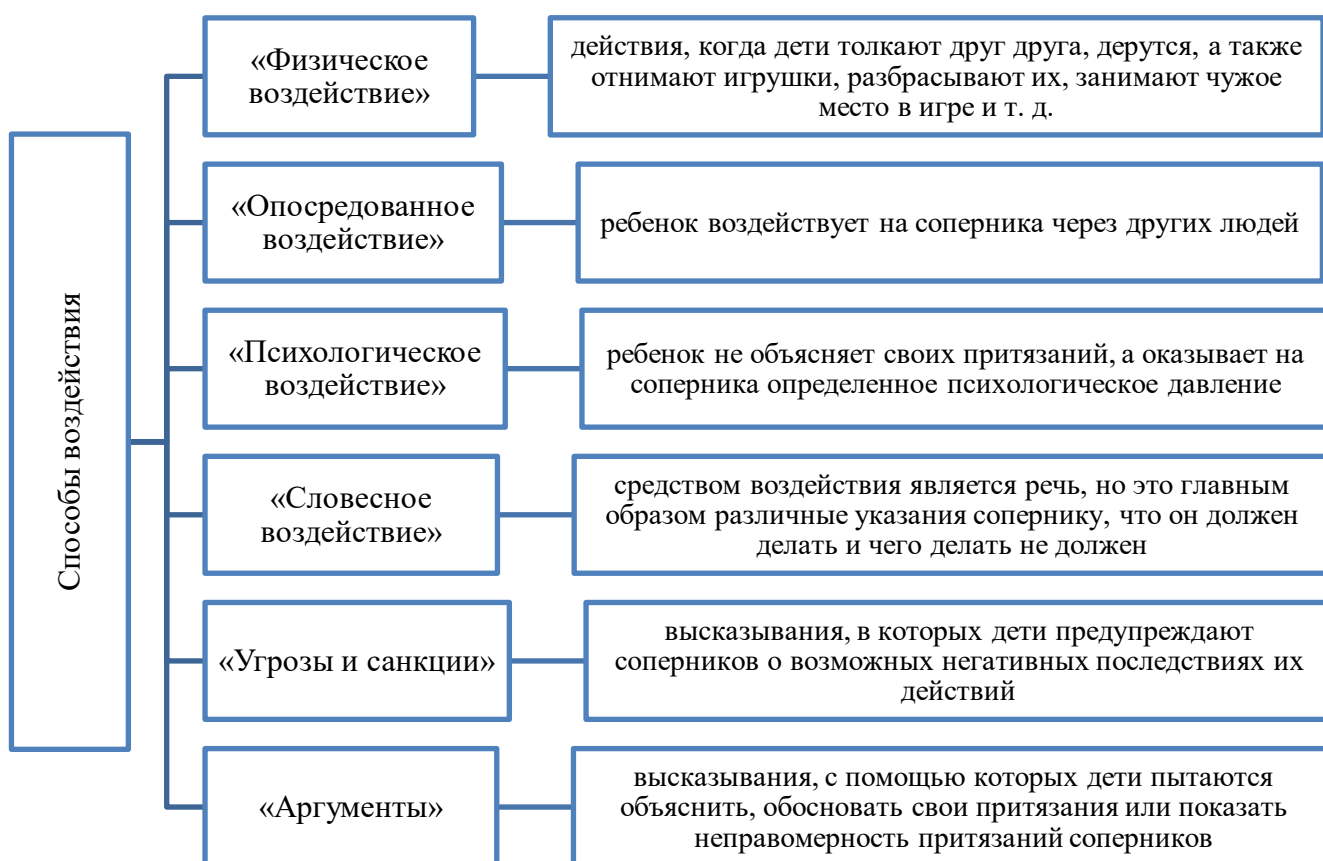 Способы воздействия
«Физическое
воздействие»
действия, когда дети толкают друг друга, дерутся, а также
отнимают игрушки, разбрасывают их, занимают чужое
место в игре и т. д.
«Опосредованное
воздействие»
ребенок воздействует на соперника через других людей
«Психологическое
воздействие»
ребенок не объясняет своих притязаний, а оказывает на
соперника определенное психологическое давление
«Словесное
воздействие»
средством воздействия является речь, но это главным
образом различные указания сопернику, что он должен
делать и чего делать не должен
«Угрозы и санкции»
высказывания, в которых дети предупреждают
соперников о возможных негативных последствиях их
действий
«Аргументы»
высказывания, с помощью которых дети пытаются
объяснить, обосновать свои притязания или показать
неправомерность притязаний соперников